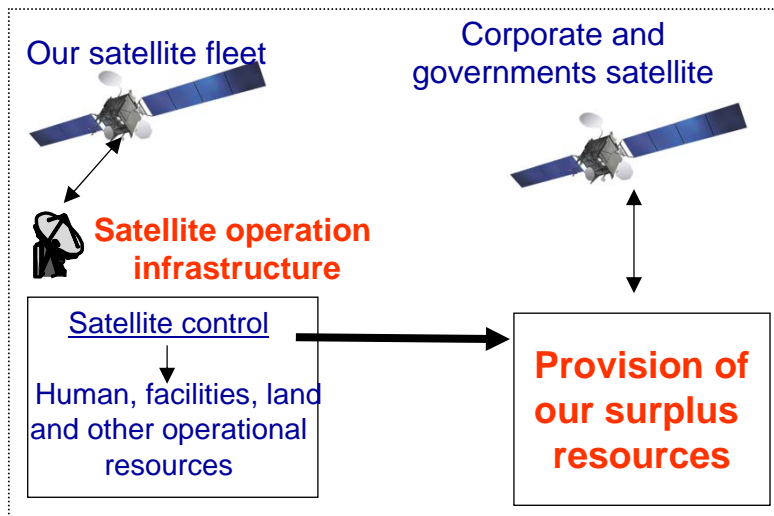 Our satellite fleet
Corporate and
governments satellite
Satellite operation
infrastructure
Satellite control
Human, facilities, land
and other operational
resources
Provision of
our surplus
resources